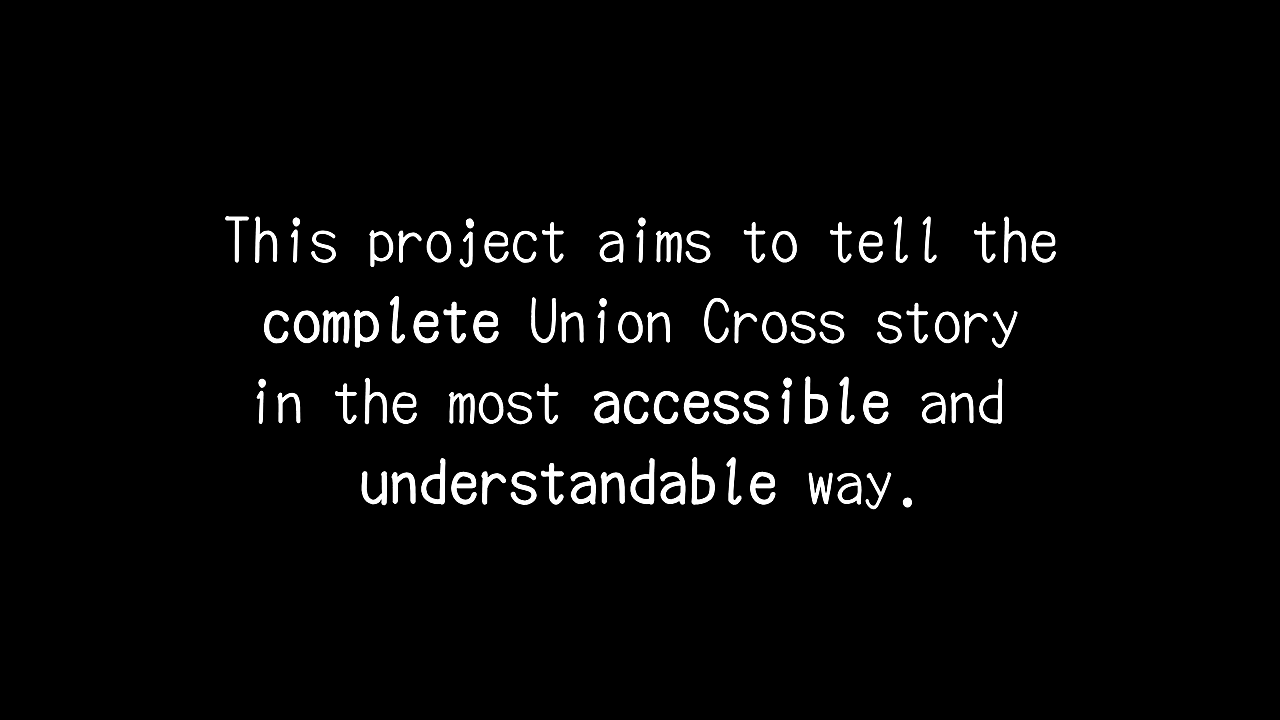 This project aims to tell the
complete Union Cross story
in the most accessible and
understandable way.